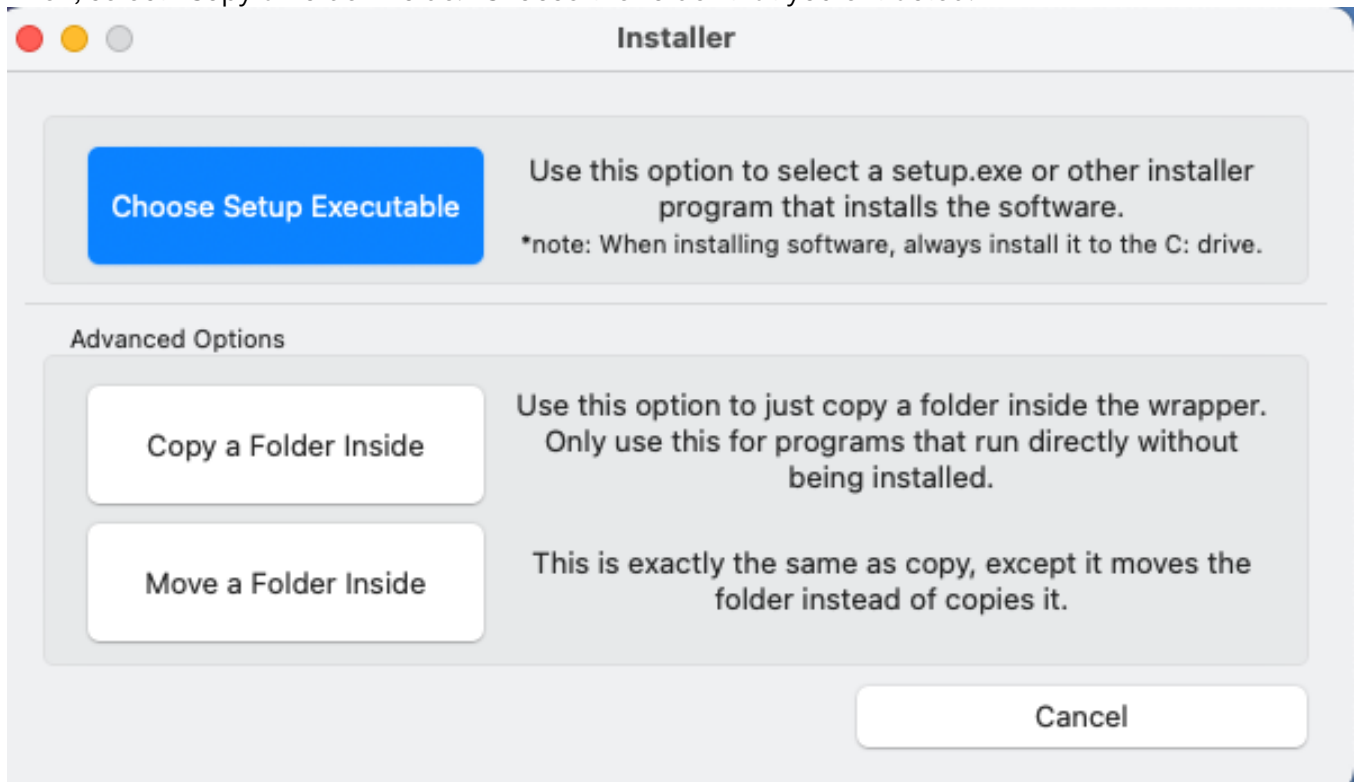 Installer
Choose Setup Executable
Use this option to select a setup.exe or other installer
program that installs the software.
*note: When installing software, always install it to the C: drive.
Advanced Options
Copy a Folder Inside
Use this option to just copy a folder inside the wrapper.
Only use this for programs that run directly without
being installed.
Move a Folder Inside
This is exactly the same as copy, except it moves the
folder instead of copies it.
Cancel